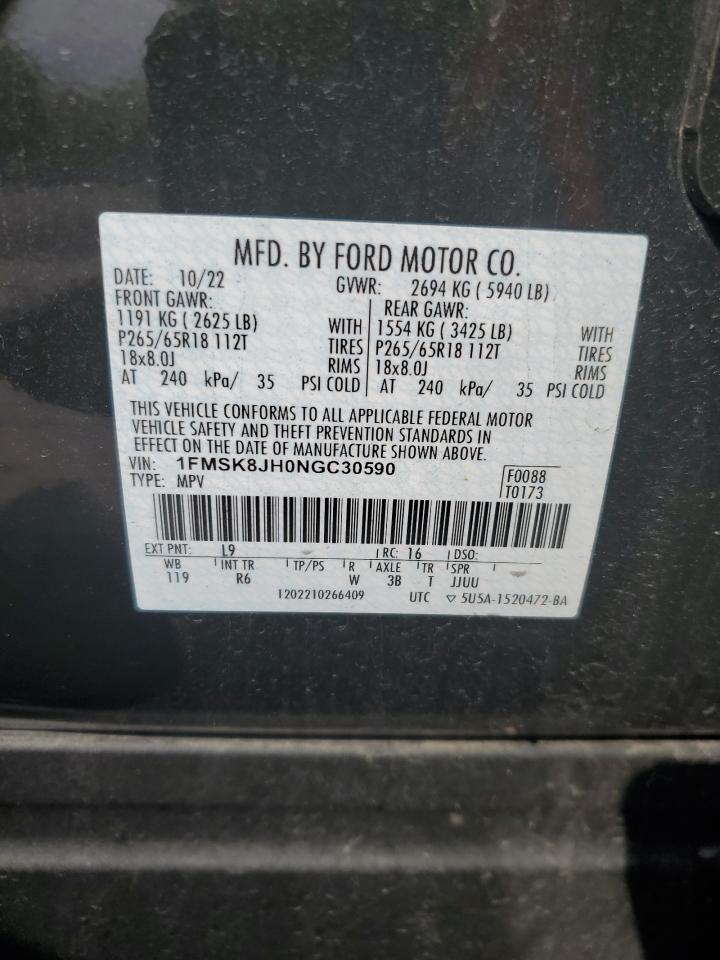 MFD. BY FORD MOTOR CO.
DATE: 10/22 GVWR: 2694 KG ( 5940 LB)
FRONT GAWR: REAR GAWR:
1191 KG ( 2625 LB) WITH 1554 KG ( 3425 LB) WITH
P265/65R18 112T TIRES P265/65R18 112T TIRES
18x8.0J RIMS 18x8.0J RIMS
AT 240 kPa/ 35 PSI COLD AT 240 kPa/ 35 PSI COLD
THIS VEHICLE CONFORMS TO ALL APPLICABLE FEDERAL MOTOR
VEHICLE SAFETY AND THEFT PREVENTION STANDARDS IN
EFFECT ON THE DATE OF MANUFACTURE SHOWN ABOVE.
VIN: 1FMSK8JH0NGC30590 F0088
TYPE: MPV T0173
EXT PNT: L9 RC: 16 DSO:
WB INT TR TP/PS R AXLE TR SPR
119 R6 W 3B T JJUU
1202210266409 UTC ▽ 5U5A-1520472-BA